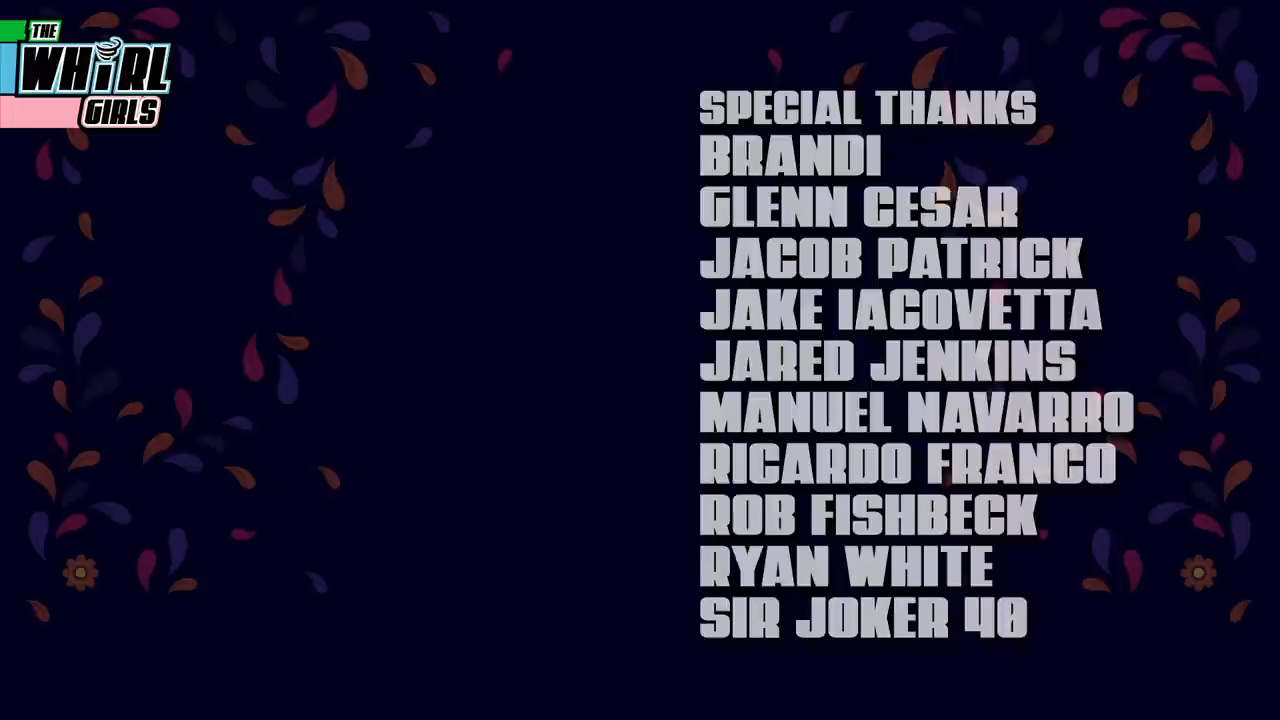 THE
WHIRL
GIRLS
SPECIAL THANKS
BRANDI
GLENN CESAR
JACOB PATRICK
JAKE IACOVETTA
JARED JENKINS
MANUEL NAVARRO
RICARDO FRANCO
ROB FISHBECK
RYAN WHITE
SIR JOKER 40